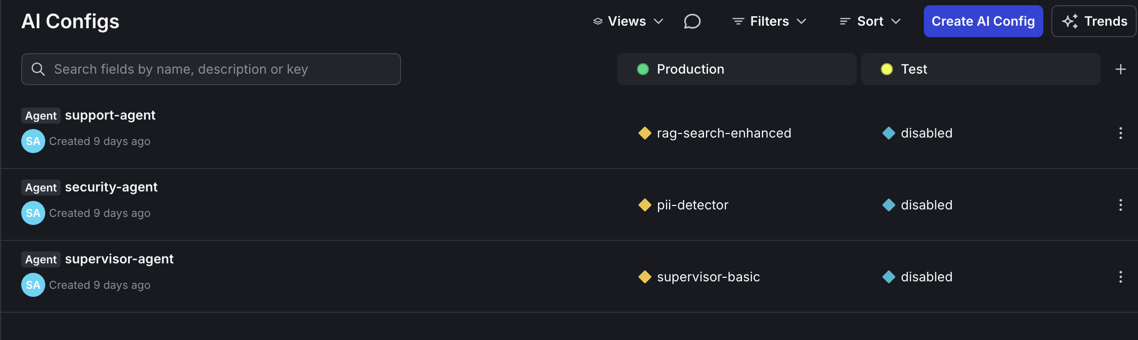 AI Configs
Views
Filters
Sort
Create AI Config
Trends
Search fields by name, description or key
Production
Test
Agent support-agent
SA Created 9 days ago
rag-search-enhanced
disabled
Agent security-agent
SA Created 9 days ago
pii-detector
disabled
Agent supervisor-agent
SA Created 9 days ago
supervisor-basic
disabled